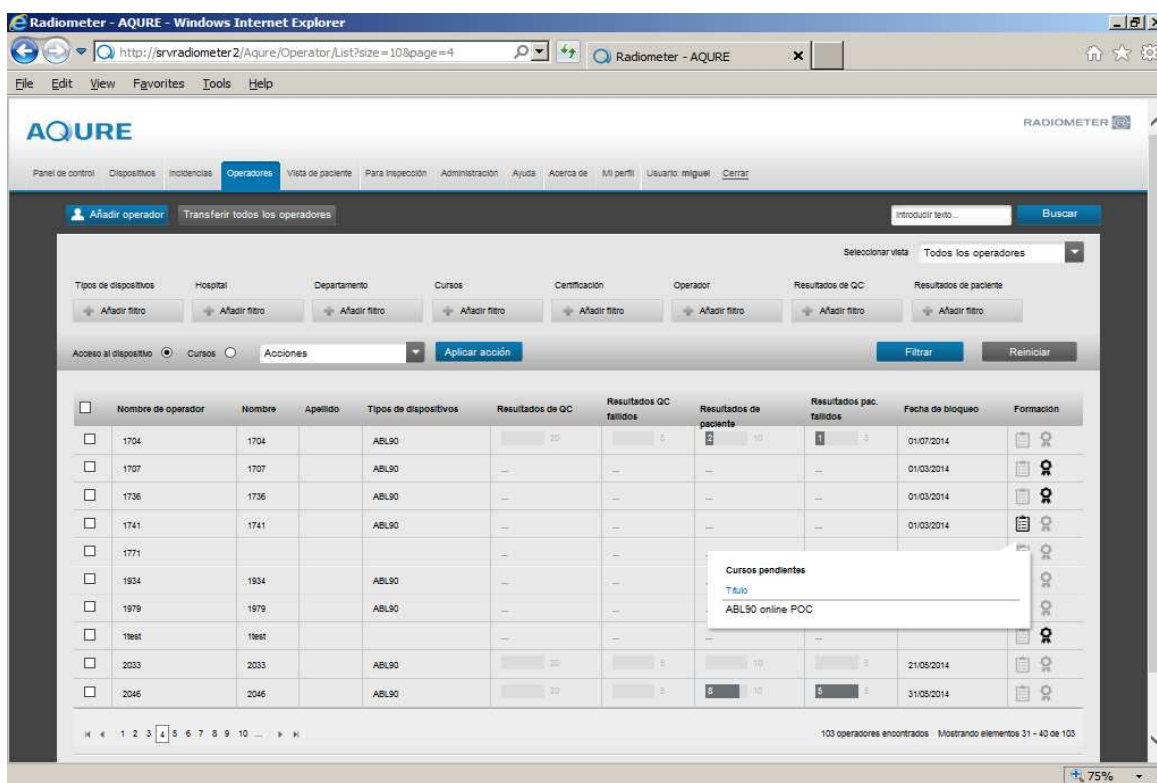 Radiometer - AQURE - Windows Internet Explorer
http://srvradiometer2/Aqure/Operator/List?size=10&page=4
Radiometer - AQURE
File Edit View Favorites Tools Help
AQURE
RADIOMETER
Panel de control Dispositivos Incidencias Operadores Vista de paciente Para inspección Administración Ayuda Acerca de Mi perfil Usuario: miguel Cerrar
Añadir operador Transferir todos los operadores Introducir texto... Buscar
Seleccionar vista Todos los operadores
Tipos de dispositivos Hospital Departamento Cursos Certificación Operador Resultados de QC Resultados de paciente
Añadir filtro Añadir filtro Añadir filtro Añadir filtro Añadir filtro Añadir filtro Añadir filtro Añadir filtro
Acceso al dispositivo Cursos Acciones Aplicar acción Filtrar Reiniciar
Nombre de operador Nombre Apellido Tipos de dispositivos Resultados de QC Resultados QC fallidos Resultados de paciente Resultados pac. fallidos Fecha de bloqueo Formación
1704 1704 ABL90 20 5 2 10 1 5 01/07/2014
1707 1707 ABL90 ... ... ... ... 01/03/2014
1736 1736 ABL90 ... ... ... ... 01/03/2014
1741 1741 ABL90 ... ... ... ... 01/03/2014
1771 ... ...
1934 1934 ABL90 ... ...
1979 1979 ABL90 ... ...
Cursos pendientes
Título
ABL90 online POC
1test 1test ... ... ... ...
2033 2033 ABL90 20 5 10 5 21/05/2014
2046 2046 ABL90 20 5 10 5 5 31/05/2014
1 2 3 4 5 6 7 8 9 10 ... 103 operadores encontrados Mostrando elementos 31 - 40 de 103
75%